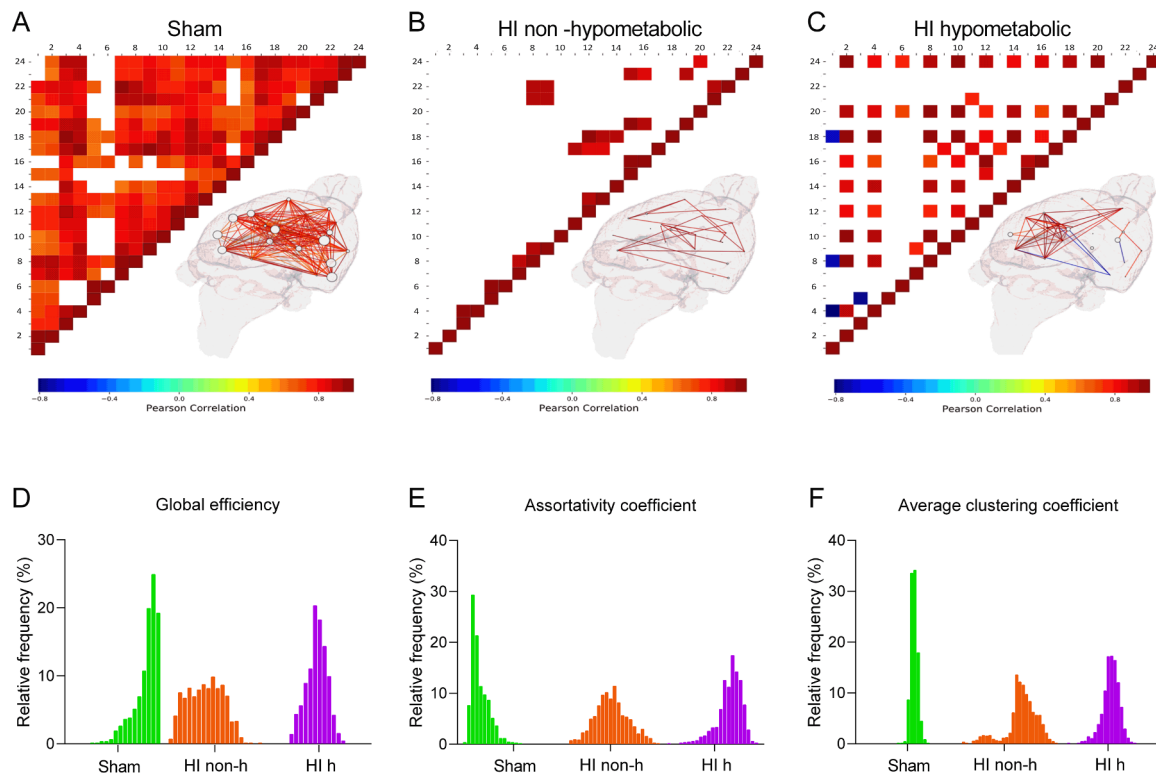 A
Sham
B
HI non -hypometabolic
C
HI hypometabolic
2 4 6 8 10 12 14 16 18 20 22 24
2 4 6 8 10 12 14 16 18 20 22 24
2 4 6 8 10 12 14 16 18 20 22 24
24 24 24
22 22 22
20 20 20
18 18 18
16 16 16
14 14 14
12 12 12
10 10 10
8 8 8
6 6 6
4 4 4
2 2 2
−0.8 −0.4 0.0 0.4 0.8
−0.8 −0.4 0.0 0.4 0.8
−0.8 −0.4 0.0 0.4 0.8
Pearson Correlation
Pearson Correlation
Pearson Correlation
D
Global efficiency
Relative frequency (%)
30
20
10
0
Sham HI non-h HI h
E
Assortativity coefficient
Relative frequency (%)
40
30
20
10
0
Sham HI non-h HI h
F
Average clustering coefficient
Relative frequency (%)
40
30
20
10
0
Sham HI non-h HI h